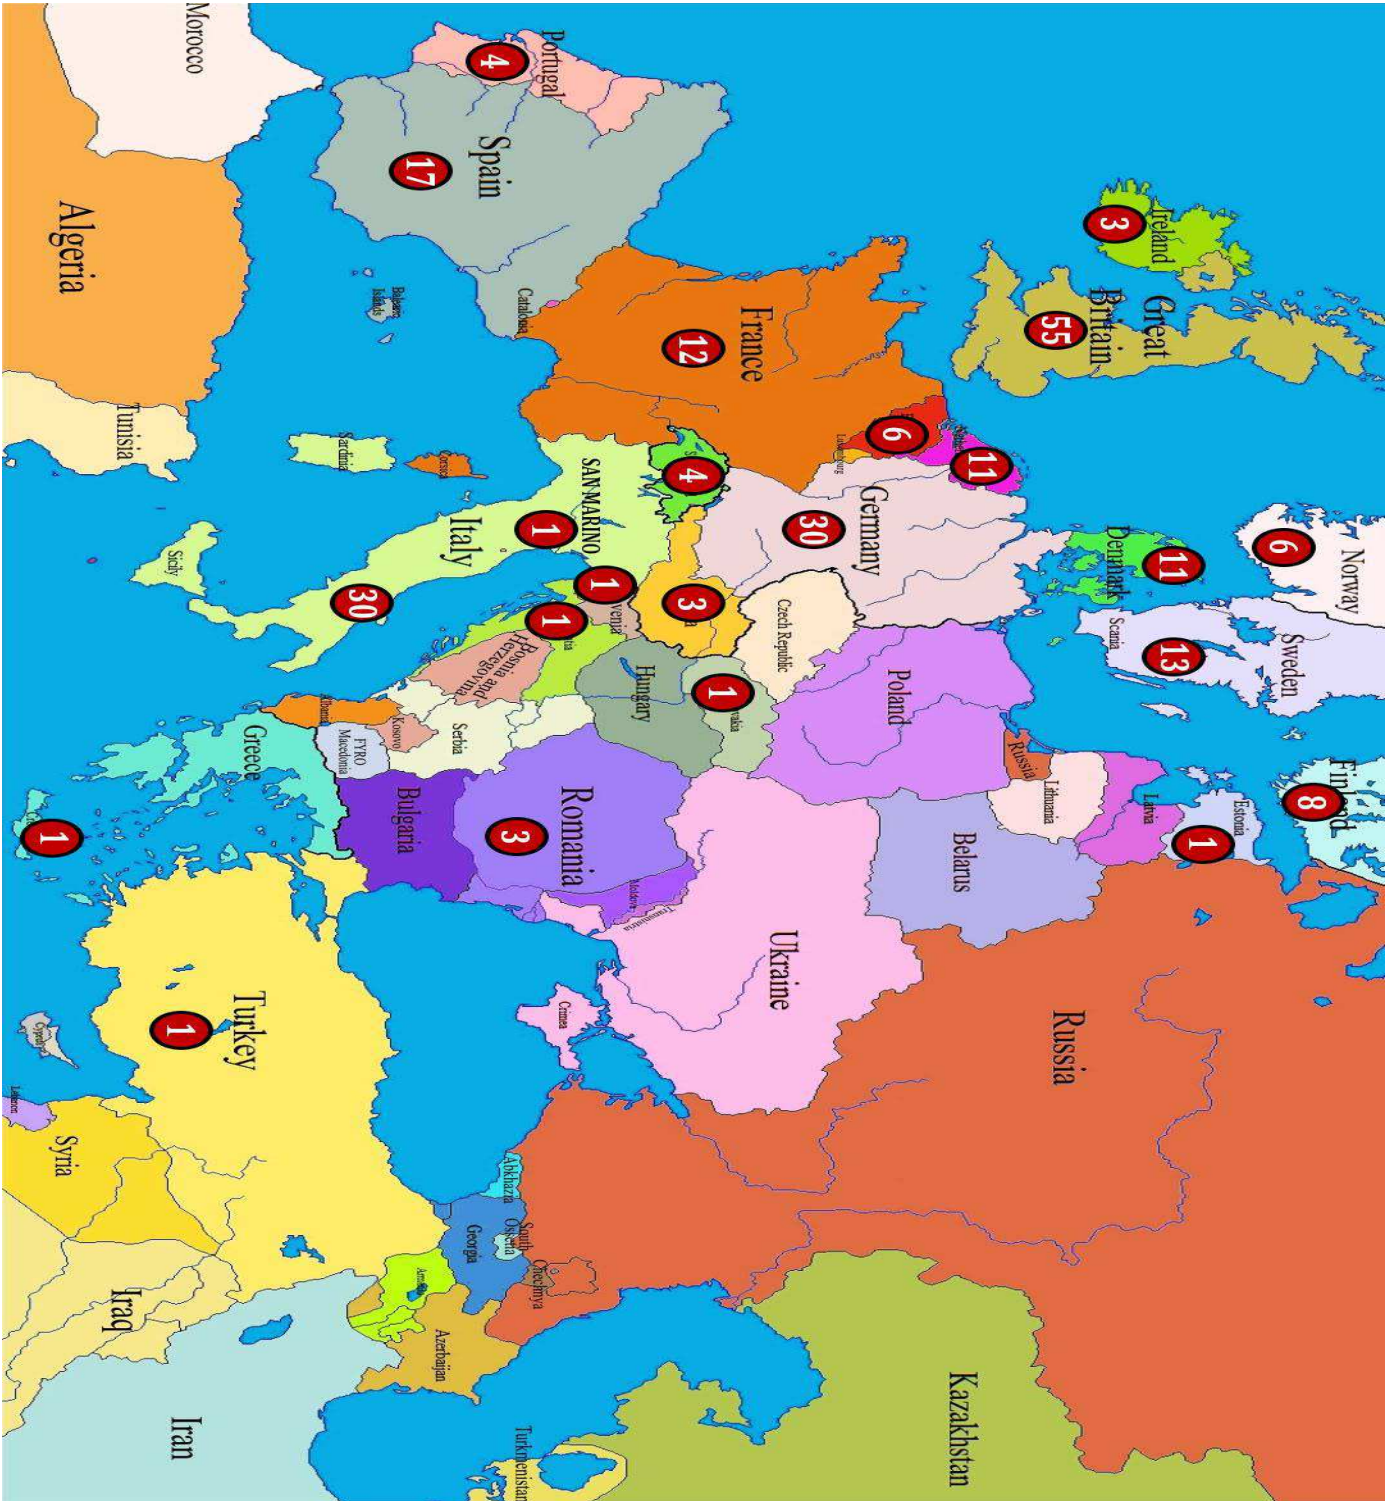 Norway
6
Sweden
Finland
8
Ireland
3
Great
Britain
55
Denmark
11
Scania
13
Estonia
1
Latvia
Lithuania
Russia
Russia
11
6
Germany
30
Poland
Belarus
Kazakhstan
France
12
Luxembourg
Czech Republic
Ukraine
4
3
1
Hungary
Moldova
Transnistria
Portugal
4
Spain
17
Catalonia
SAN MARINO
1
1
1
Bosnia and
Herzegovina
Romania
3
Crimea
Abkhazia
South
Ossetia
Chechnya
Georgia
Turkmenistan
Italy
30
Serbia
Kosovo
Albania
FYRO
Macedonia
Bulgaria
Azerbaijan
Balearic
Islands
Corsica
Sardinia
Sicily
Greece
1
Turkey
1
Morocco
Algeria
Tunisia
Syria
Iraq
Iran
Lebanon